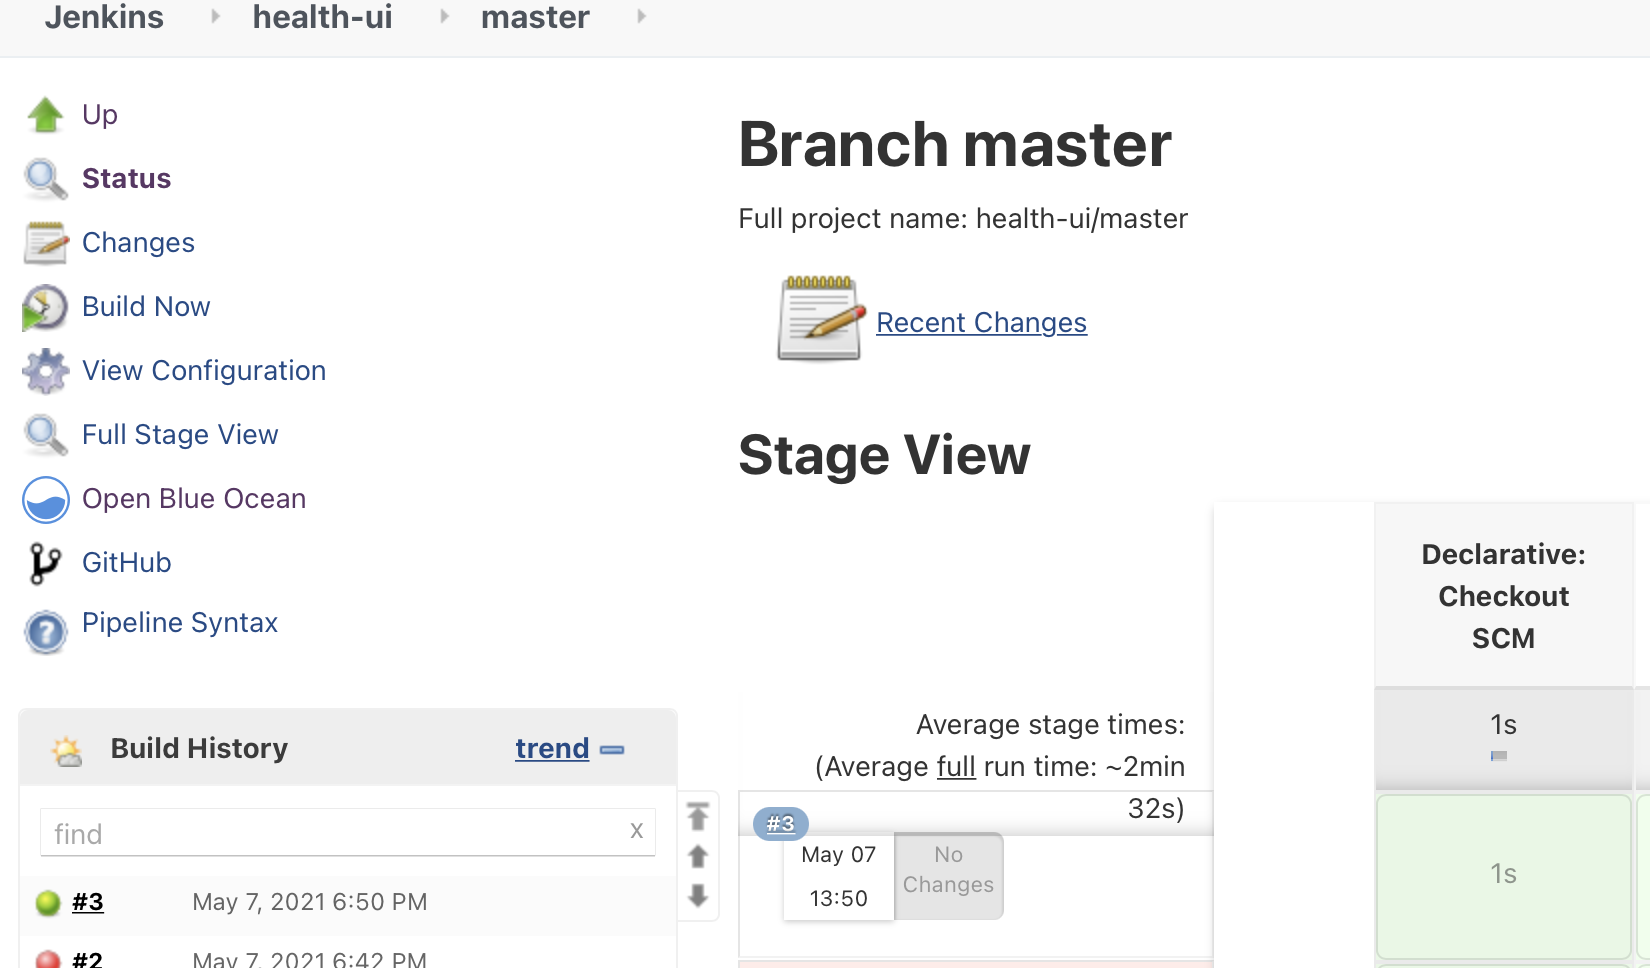 Jenkins health-ui master
Up
Status
Changes
Build Now
View Configuration
Full Stage View
Open Blue Ocean
GitHub
Pipeline Syntax
Build History trend
find x
#3 May 7, 2021 6:50 PM
#2 May 7, 2021 6:42 PM
Branch master
Full project name: health-ui/master
Recent Changes
Stage View
Declarative:
Checkout
SCM
Average stage times:
(Average full run time: ~2min
32s)
1s
#3
May 07
13:50
No
Changes
1s